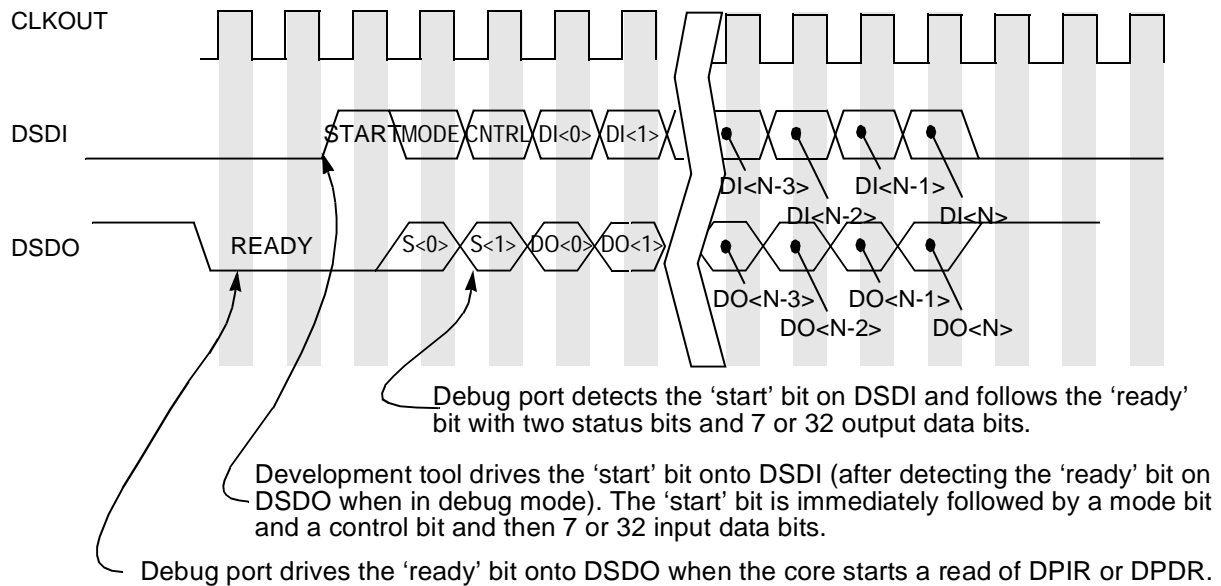 CLKOUT
DSDI
START MODE CNTRL DI<0> DI<1>
DI<N-3> DI<N-1>
DI<N-2> DI<N>
DSDO
READY S<0> S<1> DO<0> DO<1>
DO<N-3> DO<N-1>
DO<N-2> DO<N>
Debug port detects the ‘start’ bit on DSDI and follows the ‘ready’
bit with two status bits and 7 or 32 output data bits.
Development tool drives the ‘start’ bit onto DSDI (after detecting the ‘ready’ bit on
DSDO when in debug mode). The ‘start’ bit is immediately followed by a mode bit
and a control bit and then 7 or 32 input data bits.
Debug port drives the ‘ready’ bit onto DSDO when the core starts a read of DPIR or DPDR.